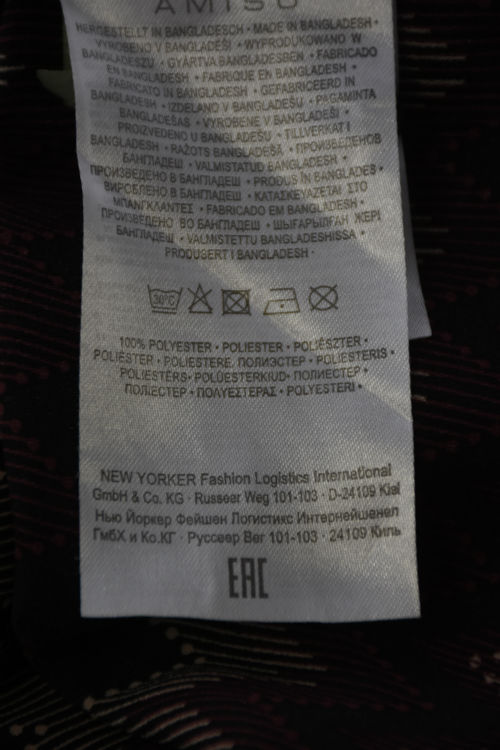 AMISU
HERGESTELLT IN BANGLADESCH • MADE IN BANGLADESH •
VYROBENO V BANGLADÉŠI • WYPRODUKOWANO W
BANGLADESZU • GYÁRTVA BANGLADESBEN • FABRICADO
EN BANGLADESH • FABRIQUE EN BANGLADESH •
FABRICATO IN BANGLADESH • GEFABRICEERD IN
BANGLADESH • IZDELANO V BANGLADEŠU • PAGAMINTA
BANGLADEŠAS • VYROBENE V BANGLADEŠI •
PROIZVEDENO U BANGLADEŠU • TILLVERKAT I
BANGLADESH • RAŽOTS BANGLADEŠĀ • ПРОИЗВЕДЕНОВ
БАНГЛАДЕШ • VALMISTATUD BANGLADESH •
ПРОИЗВЕДЕНО В БАНГЛАДЕШ • PRODUS ÎN BANGLADES •
ВИРОБЛЕНО В БАНГЛАДЕШ • ΚΑΤΑΣΚΕΥΑΖΕΤΑΙ ΣΤΟ
ΜΠΑΝΓΚΛΑΝΤΕΣ • FABRICADO EM BANGLADESH •
ПРОИЗВЕДЕНО ВО БАНГЛАДЕШ • ШЫҒАРЫЛҒАН ЖЕРІ
БАНГЛАДЕШ • VALMISTETTU BANGLADESHISSA •
PRODUSERT I BANGLADESH •
30°C
100% POLYESTER • POLIESTER • POLIÉSZTER •
POLIÉSTER • POLIESTERE, ПОЛИЭСТЕР • POLIESTERIS •
POLIESTĒRS• POLÜESTERKIUD• ПОЛИЕСТЕР •
ПОЛІЕСТЕР • ΠΟΛΥΕΣΤΕΡΑΣ • POLYESTERI •
NEW YORKER Fashion Logistics International
GmbH & Co. KG · Russeer Weg 101-103 · D-24109 Kiel
Нью Йоркер Фейшен Логистикс Интернейшенел
ГмбХ и Ко.КГ · Руссеер Вег 101-103 · 24109 Киль
EAC